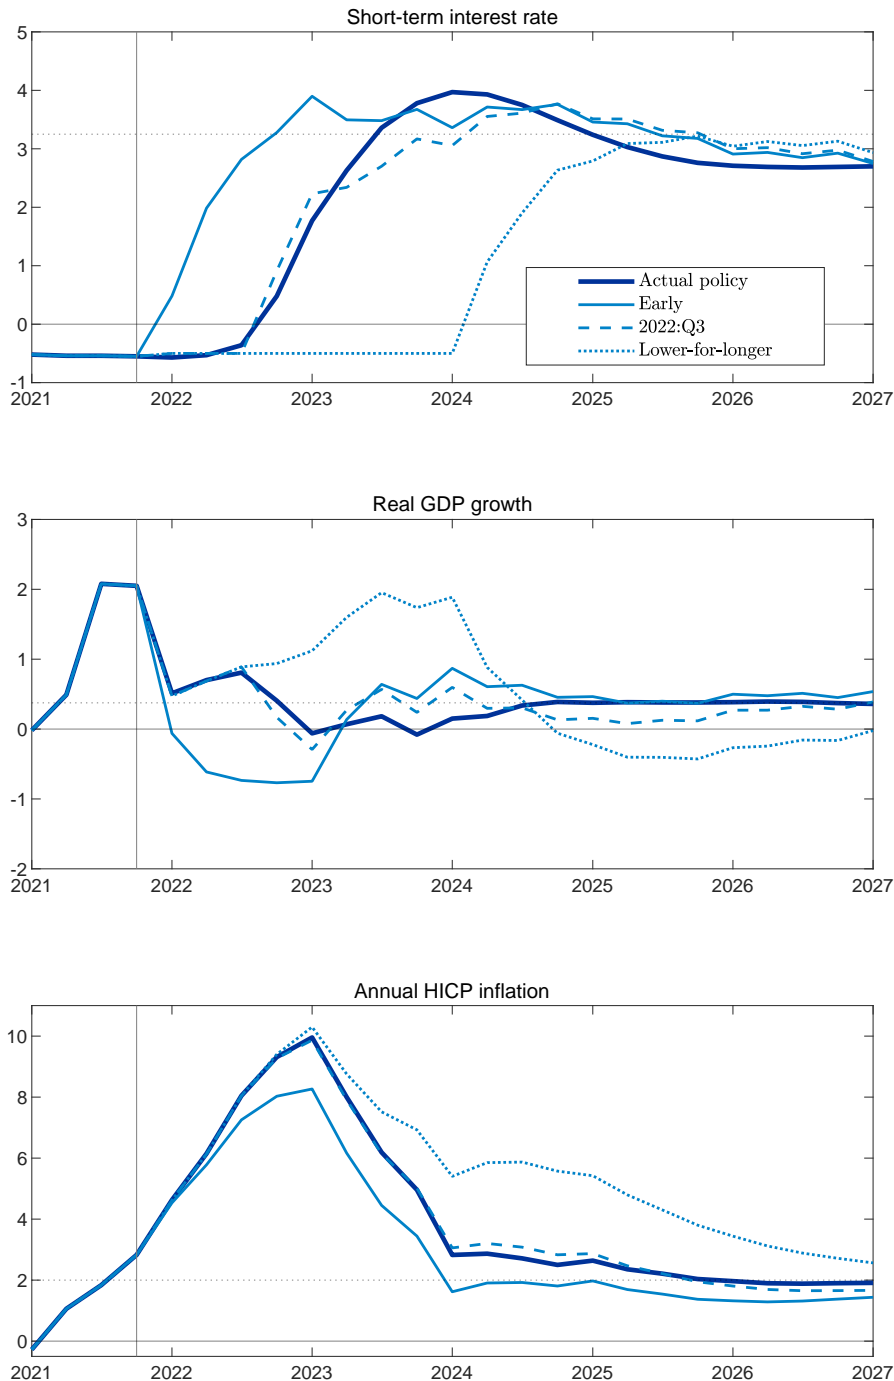 Short-term interest rate
5
4
3
2
1
0
-1
2021 2022 2023 2024 2025 2026 2027
Actual policy
Early
2022:Q3
Lower-for-longer
Real GDP growth
3
2
1
0
-1
-2
2021 2022 2023 2024 2025 2026 2027
Annual HICP inflation
10
8
6
4
2
0
2021 2022 2023 2024 2025 2026 2027